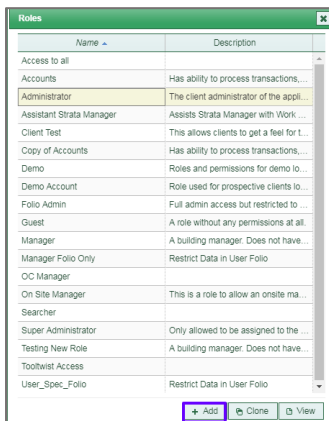 Roles
Name Description
Access to all
Accounts Has ability to process transactions,...
Administrator The client administrator of the appli...
Assistant Strata Manager Assists Strata Manager with Work ...
Client Test This allows clients to get a feel for t...
Copy of Accounts Has ability to process transactions,...
Demo Roles and permissions for demo lo...
Demo Account Role used for prospective clients lo...
Folio Admin Full admin access but restricted to ...
Guest A role without any permissions at all.
Manager A building manager. Does not have...
Manager Folio Only Restrict Data in User Folio
OC Manager
On Site Manager This is a role to allow an onsite ma...
Searcher
Super Administrator Only allowed to be assigned to the ...
Testing New Role A building manager. Does not have...
Tooltwist Access
User_Spec_Folio Restrict Data in User Folio
+ Add Clone View